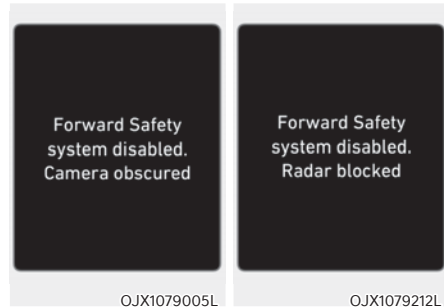 Forward Safety
system disabled.
Camera obscured
OJX1079005L
Forward Safety
system disabled.
Radar blocked
OJX1079212L